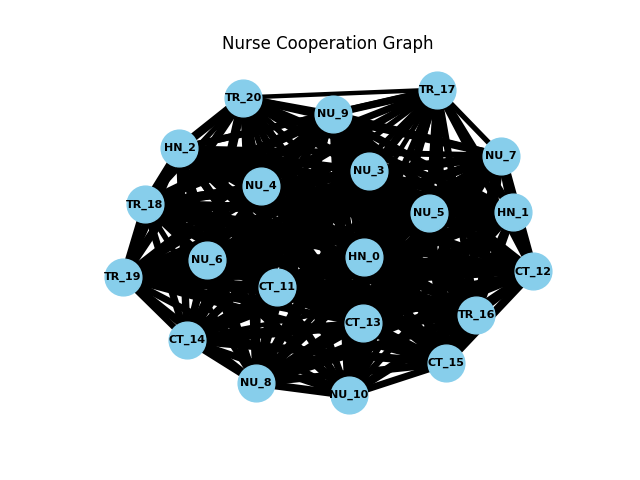 Nurse Cooperation Graph
TR_17
TR_20
NU_9
HN_2
NU_7
NU_3
NU_4
TR_18
HN_1
NU_5
HN_0
NU_6
CT_12
TR_19
CT_11
TR_16
CT_13
CT_14
CT_15
NU_8
NU_10